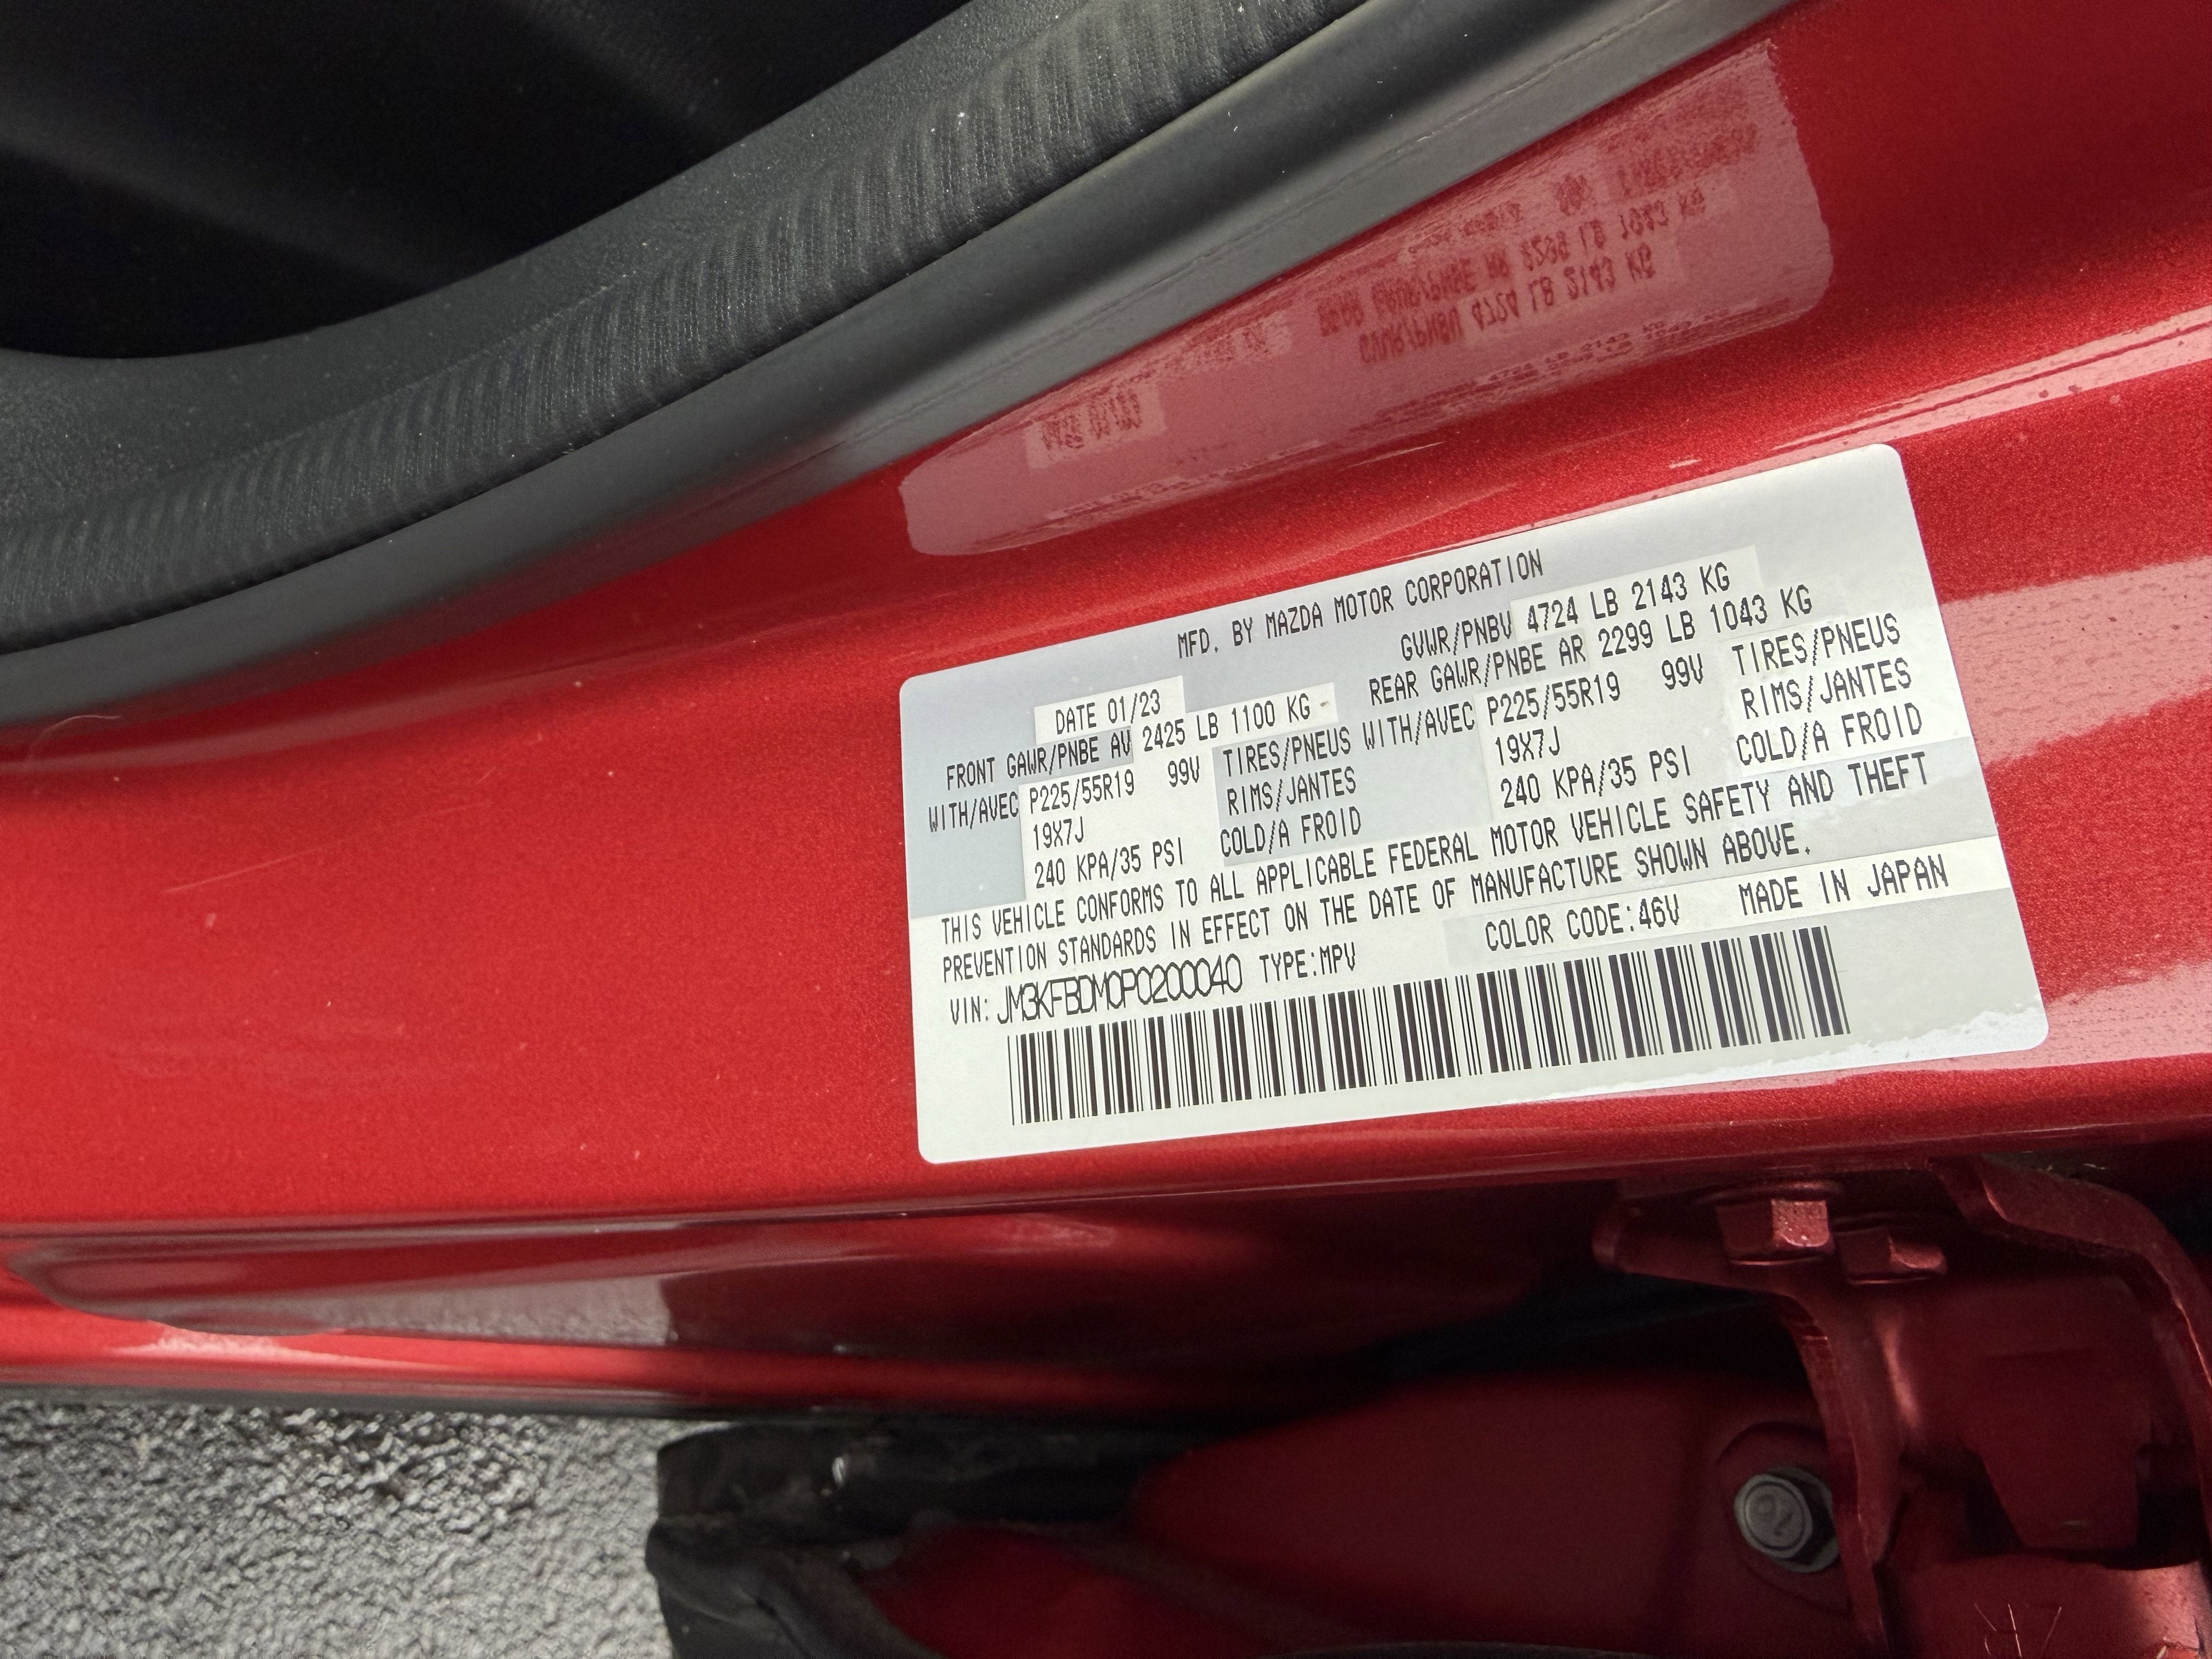 MFD. BY MAZDA MOTOR CORPORATION
DATE 01/23
GVWR/PNBV 4724 LB 2143 KG
FRONT GAWR/PNBE AV 2425 LB 1100 KG
REAR GAWR/PNBE AR 2299 LB 1043 KG
WITH/AVEC P225/55R19 99V TIRES/PNEUS
19X7J RIMS/JANTES
240 KPA/35 PSI COLD/A FROID
WITH/AVEC P225/55R19 99V TIRES/PNEUS
19X7J RIMS/JANTES
240 KPA/35 PSI COLD/A FROID
THIS VEHICLE CONFORMS TO ALL APPLICABLE FEDERAL MOTOR VEHICLE SAFETY AND THEFT
PREVENTION STANDARDS IN EFFECT ON THE DATE OF MANUFACTURE SHOWN ABOVE.
VIN: JM3KFBDM0P0200040 TYPE:MPV COLOR CODE:46V MADE IN JAPAN